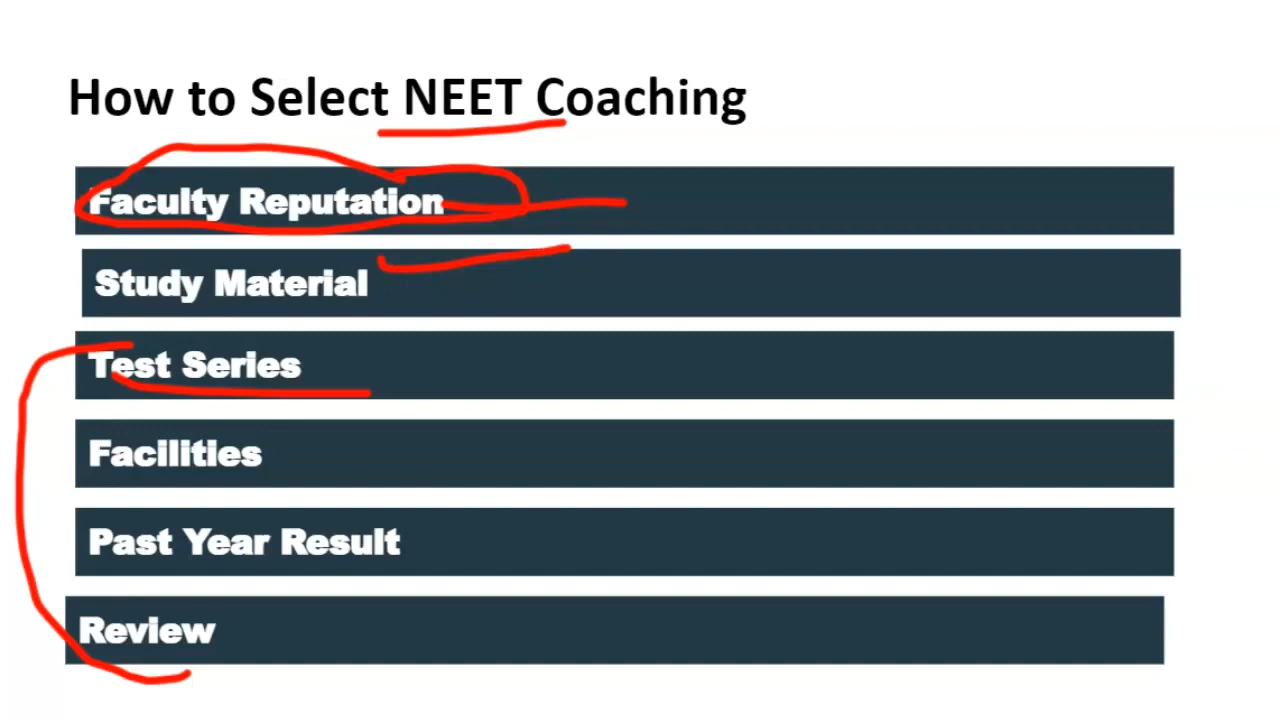 How to Select NEET Coaching
Faculty Reputation
Study Material
Test Series
Facilities
Past Year Result
Review